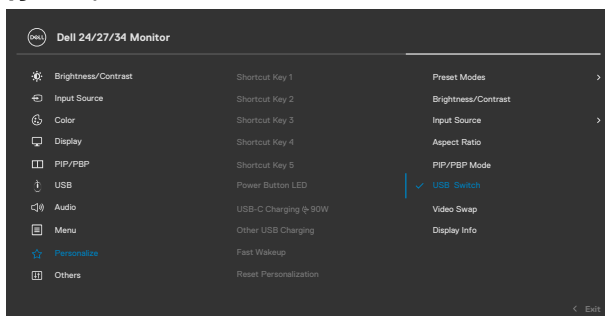 DELL Dell 24/27/34 Monitor
Brightness/Contrast Shortcut Key 1 Preset Modes >
Input Source Shortcut Key 2 Brightness/Contrast
Color Shortcut Key 3 Input Source >
Display Shortcut Key 4 Aspect Ratio
PIP/PBP Shortcut Key 5 PIP/PBP Mode
USB Power Button LED ✓ USB Switch
Audio USB-C Charging 90W Video Swap
Menu Other USB Charging Display Info
Personalize Fast Wakeup
Others Reset Personalization
< Exit